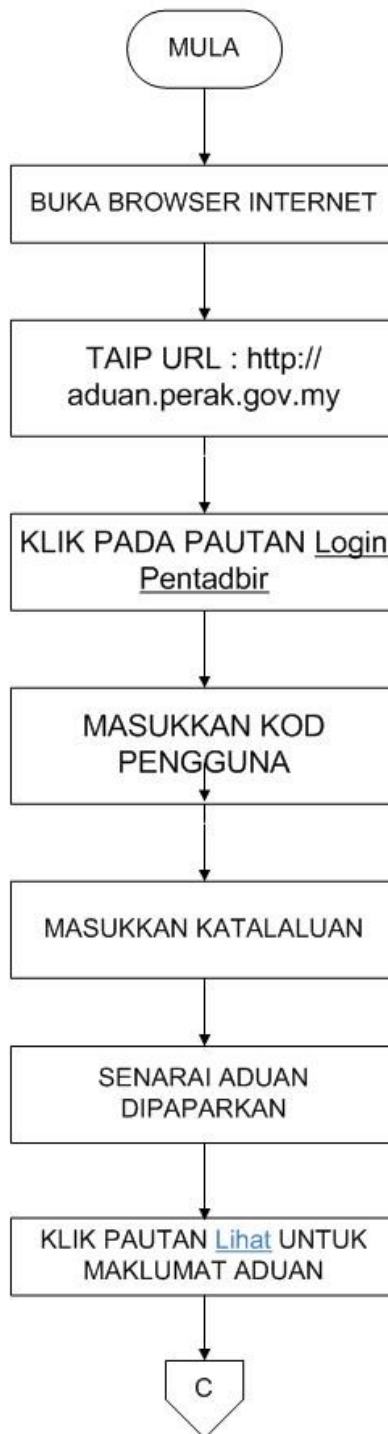 MULA
BUKA BROWSER INTERNET
TAIP URL : http://
aduan.perak.gov.my
KLIK PADA PAUTAN Login
Pentadbir
MASUKKAN KOD
PENGGUNA
MASUKKAN KATALALUAN
SENARAI ADUAN
DIPAPARKAN
KLIK PAUTAN Lihat UNTUK
MAKLUMAT ADUAN
C